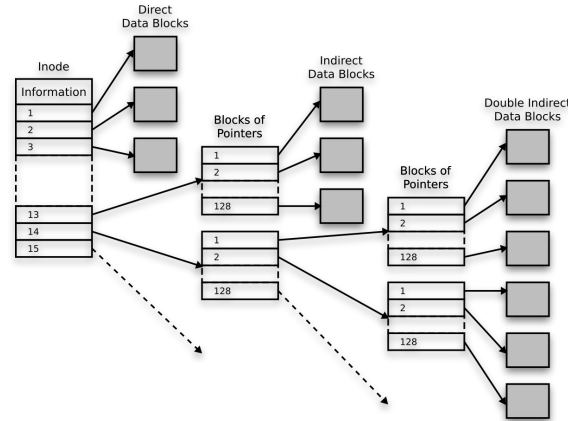 Direct
Data Blocks
Inode
Information
1
2
3
13
14
15
Blocks of
Pointers
1
2
128
1
2
128
Indirect
Data Blocks
Blocks of
Pointers
1
2
128
1
2
128
Double Indirect
Data Blocks